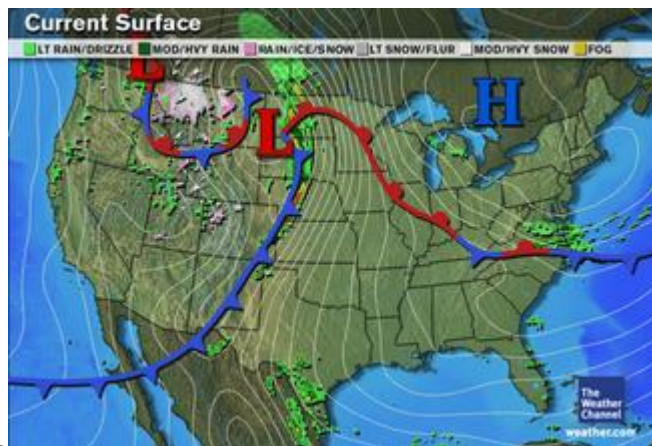 Current Surface
LT RAIN/DRIZZLE MOD/HVY RAIN RAIN/ICE/SNOW LT SNOW/FLUR MOD/HVY SNOW FOG
L
H
L
The
Weather
Channel
weather.com